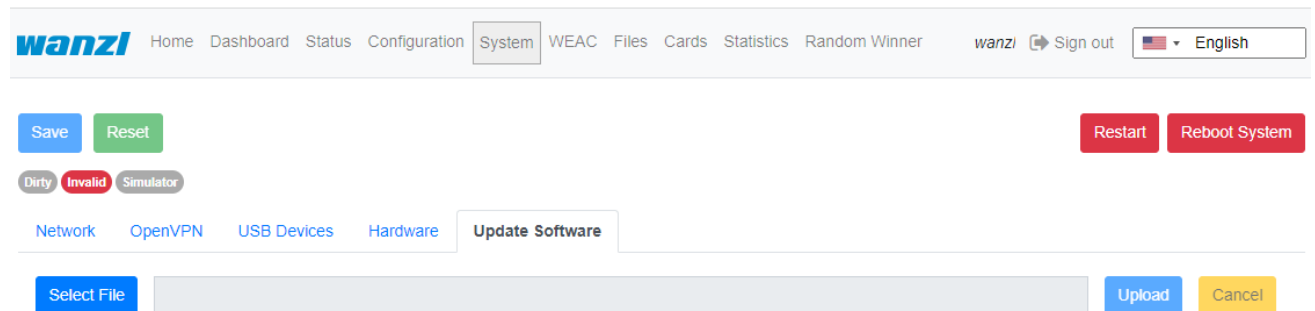 wanzl Home Dashboard Status Configuration System WEAC Files Cards Statistics Random Winner wanzl Sign out English
Save Reset Restart Reboot System
Dirty Invalid Simulator
Network OpenVPN USB Devices Hardware Update Software
Select File Upload Cancel